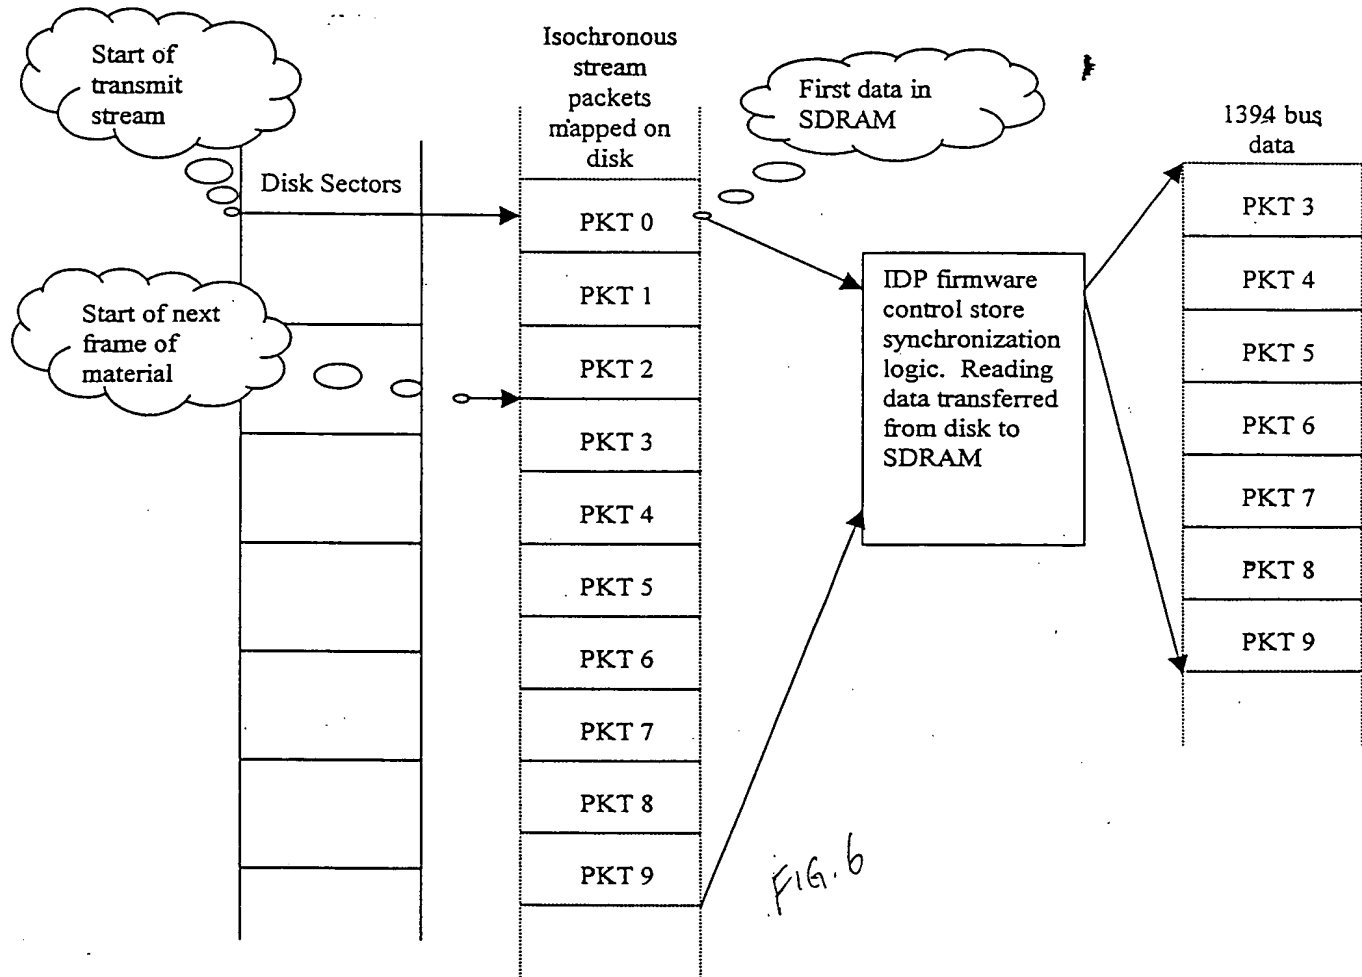 Start of
transmit
stream
Isochronous
stream
packets
mapped on
disk
First data in
SDRAM
1394 bus
data
Disk Sectors
Start of next
frame of
material
PKT 0
PKT 1
PKT 2
PKT 3
PKT 4
PKT 5
PKT 6
PKT 7
PKT 8
PKT 9
IDP firmware
control store
synchronization
logic. Reading
data transferred
from disk to
SDRAM
PKT 3
PKT 4
PKT 5
PKT 6
PKT 7
PKT 8
PKT 9
FIG. 6